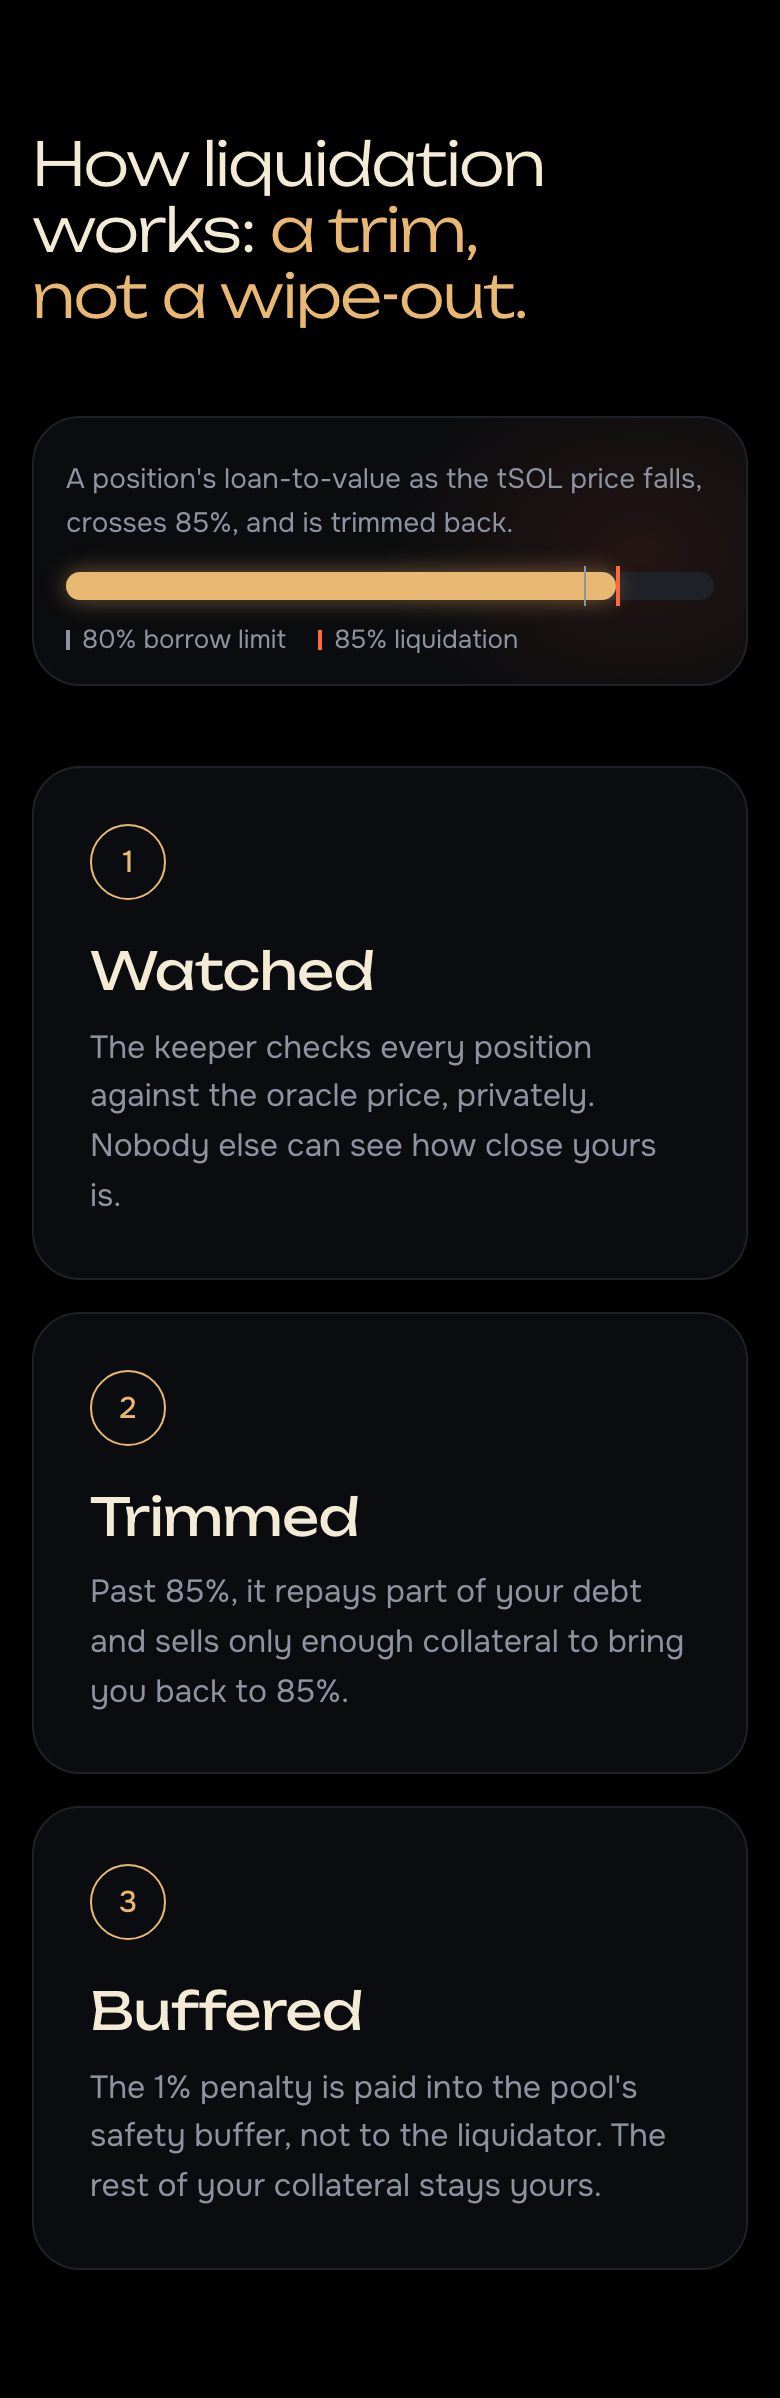 How liquidation
works: a trim,
not a wipe-out.
A position's loan-to-value as the tSOL price falls,
crosses 85%, and is trimmed back.
80% borrow limit 85% liquidation
1
Watched
The keeper checks every position
against the oracle price, privately.
Nobody else can see how close yours
is.
2
Trimmed
Past 85%, it repays part of your debt
and sells only enough collateral to bring
you back to 85%.
3
Buffered
The 1% penalty is paid into the pool's
safety buffer, not to the liquidator. The
rest of your collateral stays yours.